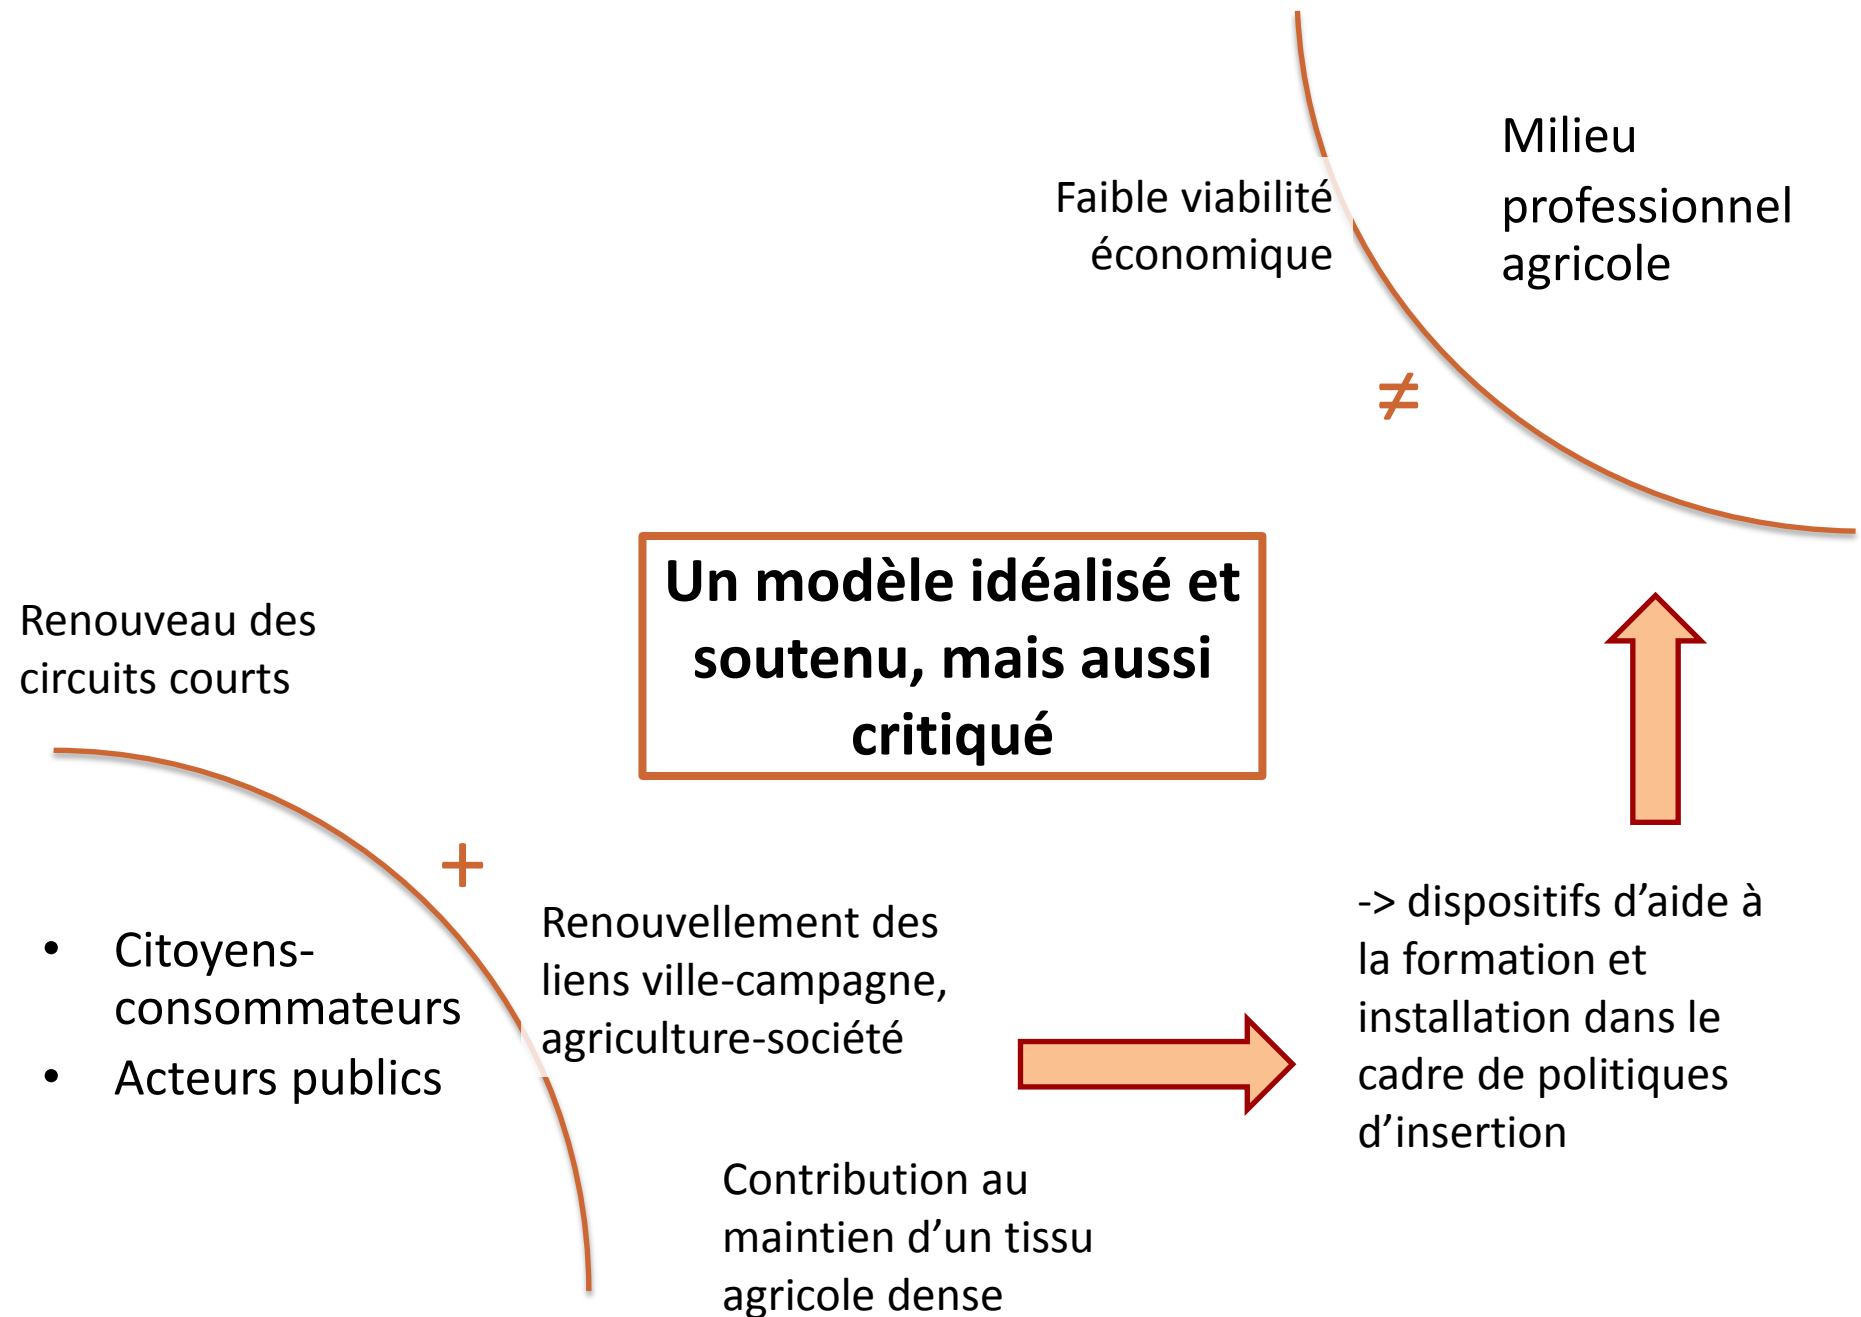 Milieu
professionnel
agricole
Faible viabilité
économique
≠
Un modèle idéalisé et
soutenu, mais aussi
critiqué
Renouveau des
circuits courts
+
• Citoyens-
consommateurs
• Acteurs publics
Renouvellement des
liens ville-campagne,
agriculture-société
Contribution au
maintien d’un tissu
agricole dense
-> dispositifs d’aide à
la formation et
installation dans le
cadre de politiques
d’insertion